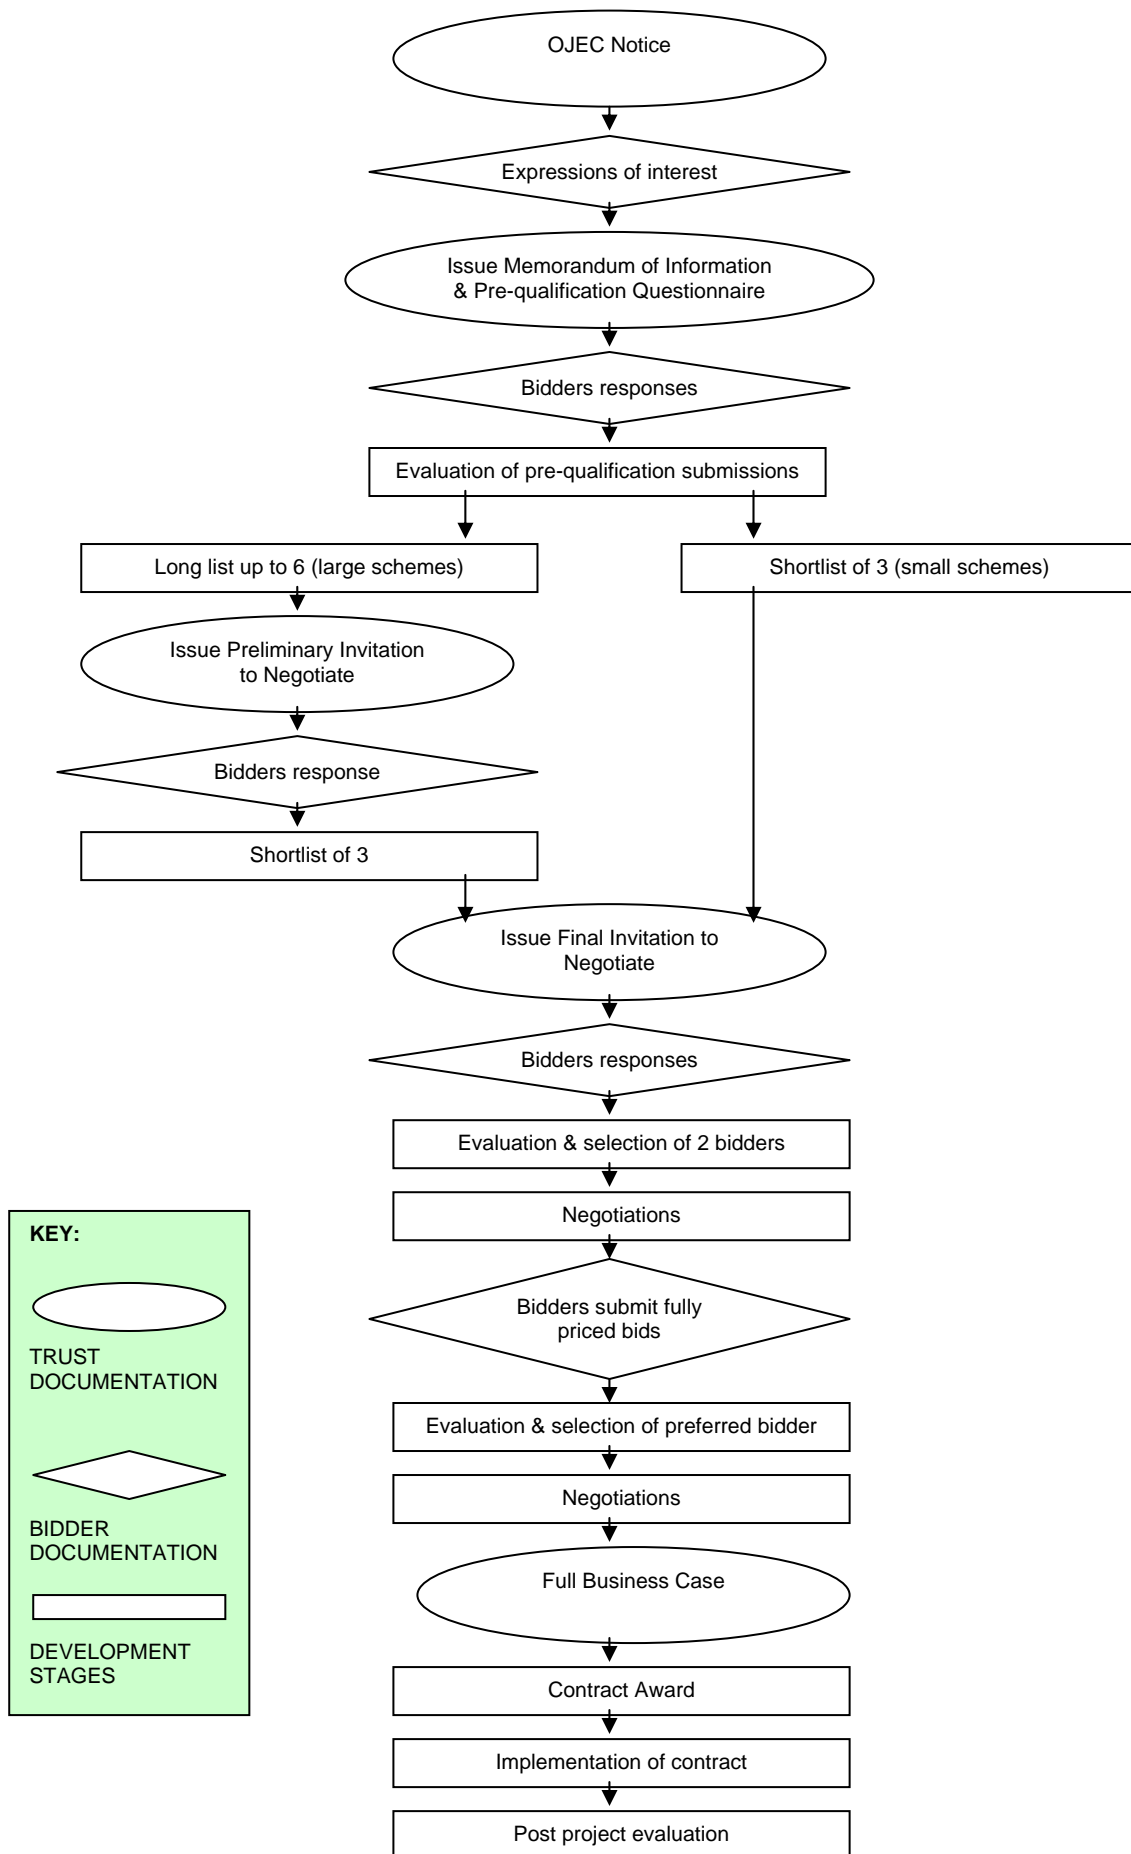 OJEC Notice
Expressions of interest
Issue Memorandum of Information
& Pre-qualification Questionnaire
Bidders responses
Evaluation of pre-qualification submissions
Long list up to 6 (large schemes)
Shortlist of 3 (small schemes)
Issue Preliminary Invitation
to Negotiate
Bidders response
Shortlist of 3
Issue Final Invitation to
Negotiate
Bidders responses
Evaluation & selection of 2 bidders
Negotiations
Bidders submit fully
priced bids
Evaluation & selection of preferred bidder
Negotiations
Full Business Case
Contract Award
Implementation of contract
Post project evaluation
KEY:
TRUST
DOCUMENTATION
BIDDER
DOCUMENTATION
DEVELOPMENT
STAGES